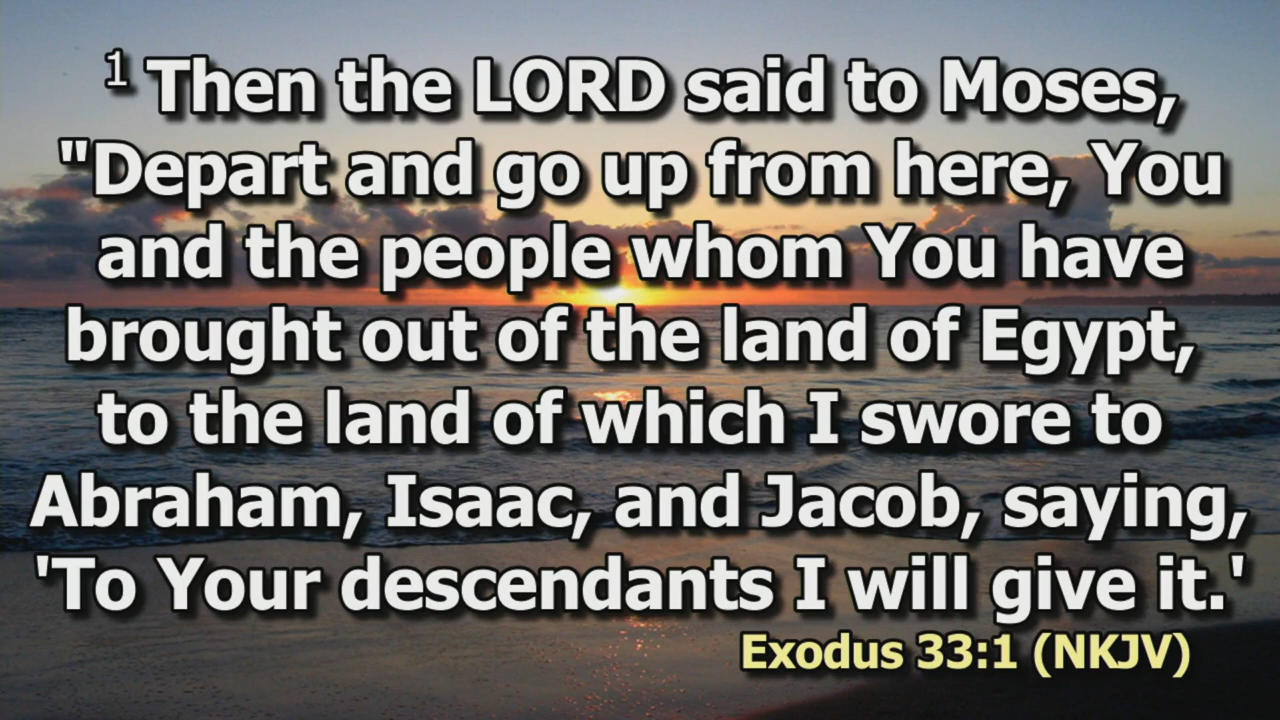 1 Then the LORD said to Moses,
"Depart and go up from here, You
and the people whom You have
brought out of the land of Egypt,
to the land of which I swore to
Abraham, Isaac, and Jacob, saying,
'To Your descendants I will give it.'
Exodus 33:1 (NKJV)